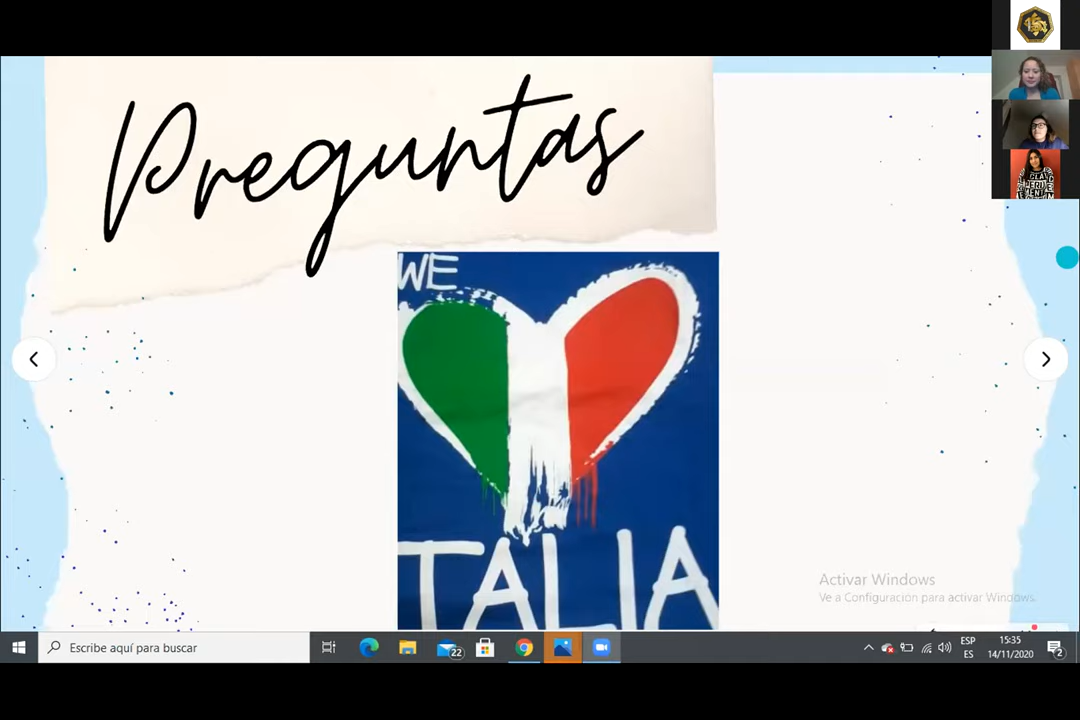 Preguntas
WE
TALIA
Activar Windows
Ve a Configuración para activar Windows.
Escribe aquí para buscar
22
ESP
ES
15:35
14/11/2020
2